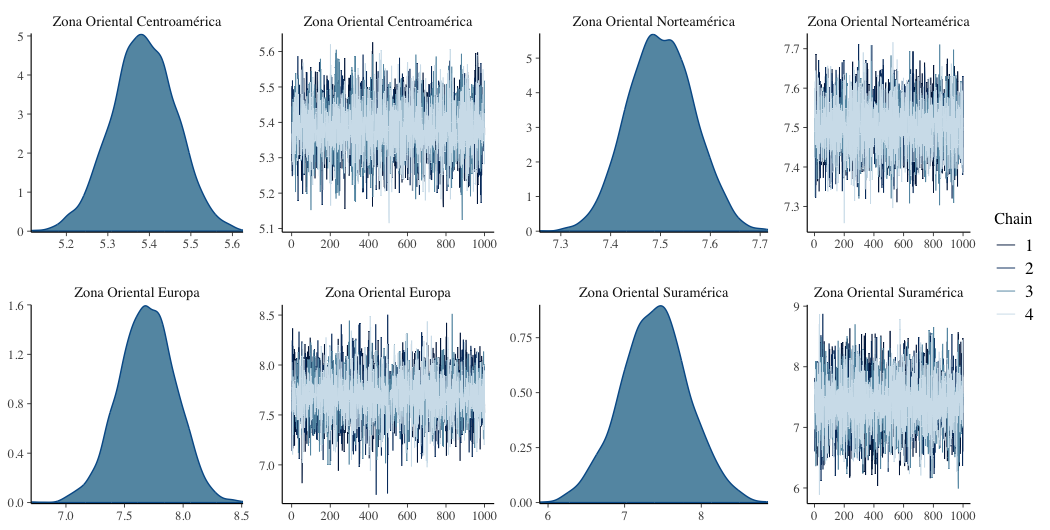 Zona Oriental Centroamérica
5
4
3
2
1
0
5.2 5.3 5.4 5.5 5.6
Zona Oriental Centroamérica
5.6
5.5
5.4
5.3
5.2
5.1
0 200 400 600 800 1000
Zona Oriental Norteamérica
5
4
3
2
1
0
7.3 7.4 7.5 7.6 7.7
Zona Oriental Norteamérica
7.7
7.6
7.5
7.4
7.3
0 200 400 600 800 1000
Zona Oriental Europa
1.6
1.2
0.8
0.4
0.0
7.0 7.5 8.0 8.5
Zona Oriental Europa
8.5
8.0
7.5
7.0
0 200 400 600 800 1000
Zona Oriental Suramérica
0.75
0.50
0.25
0.00
6 7 8
Zona Oriental Suramérica
9
8
7
6
0 200 400 600 800 1000
Chain
1
2
3
4